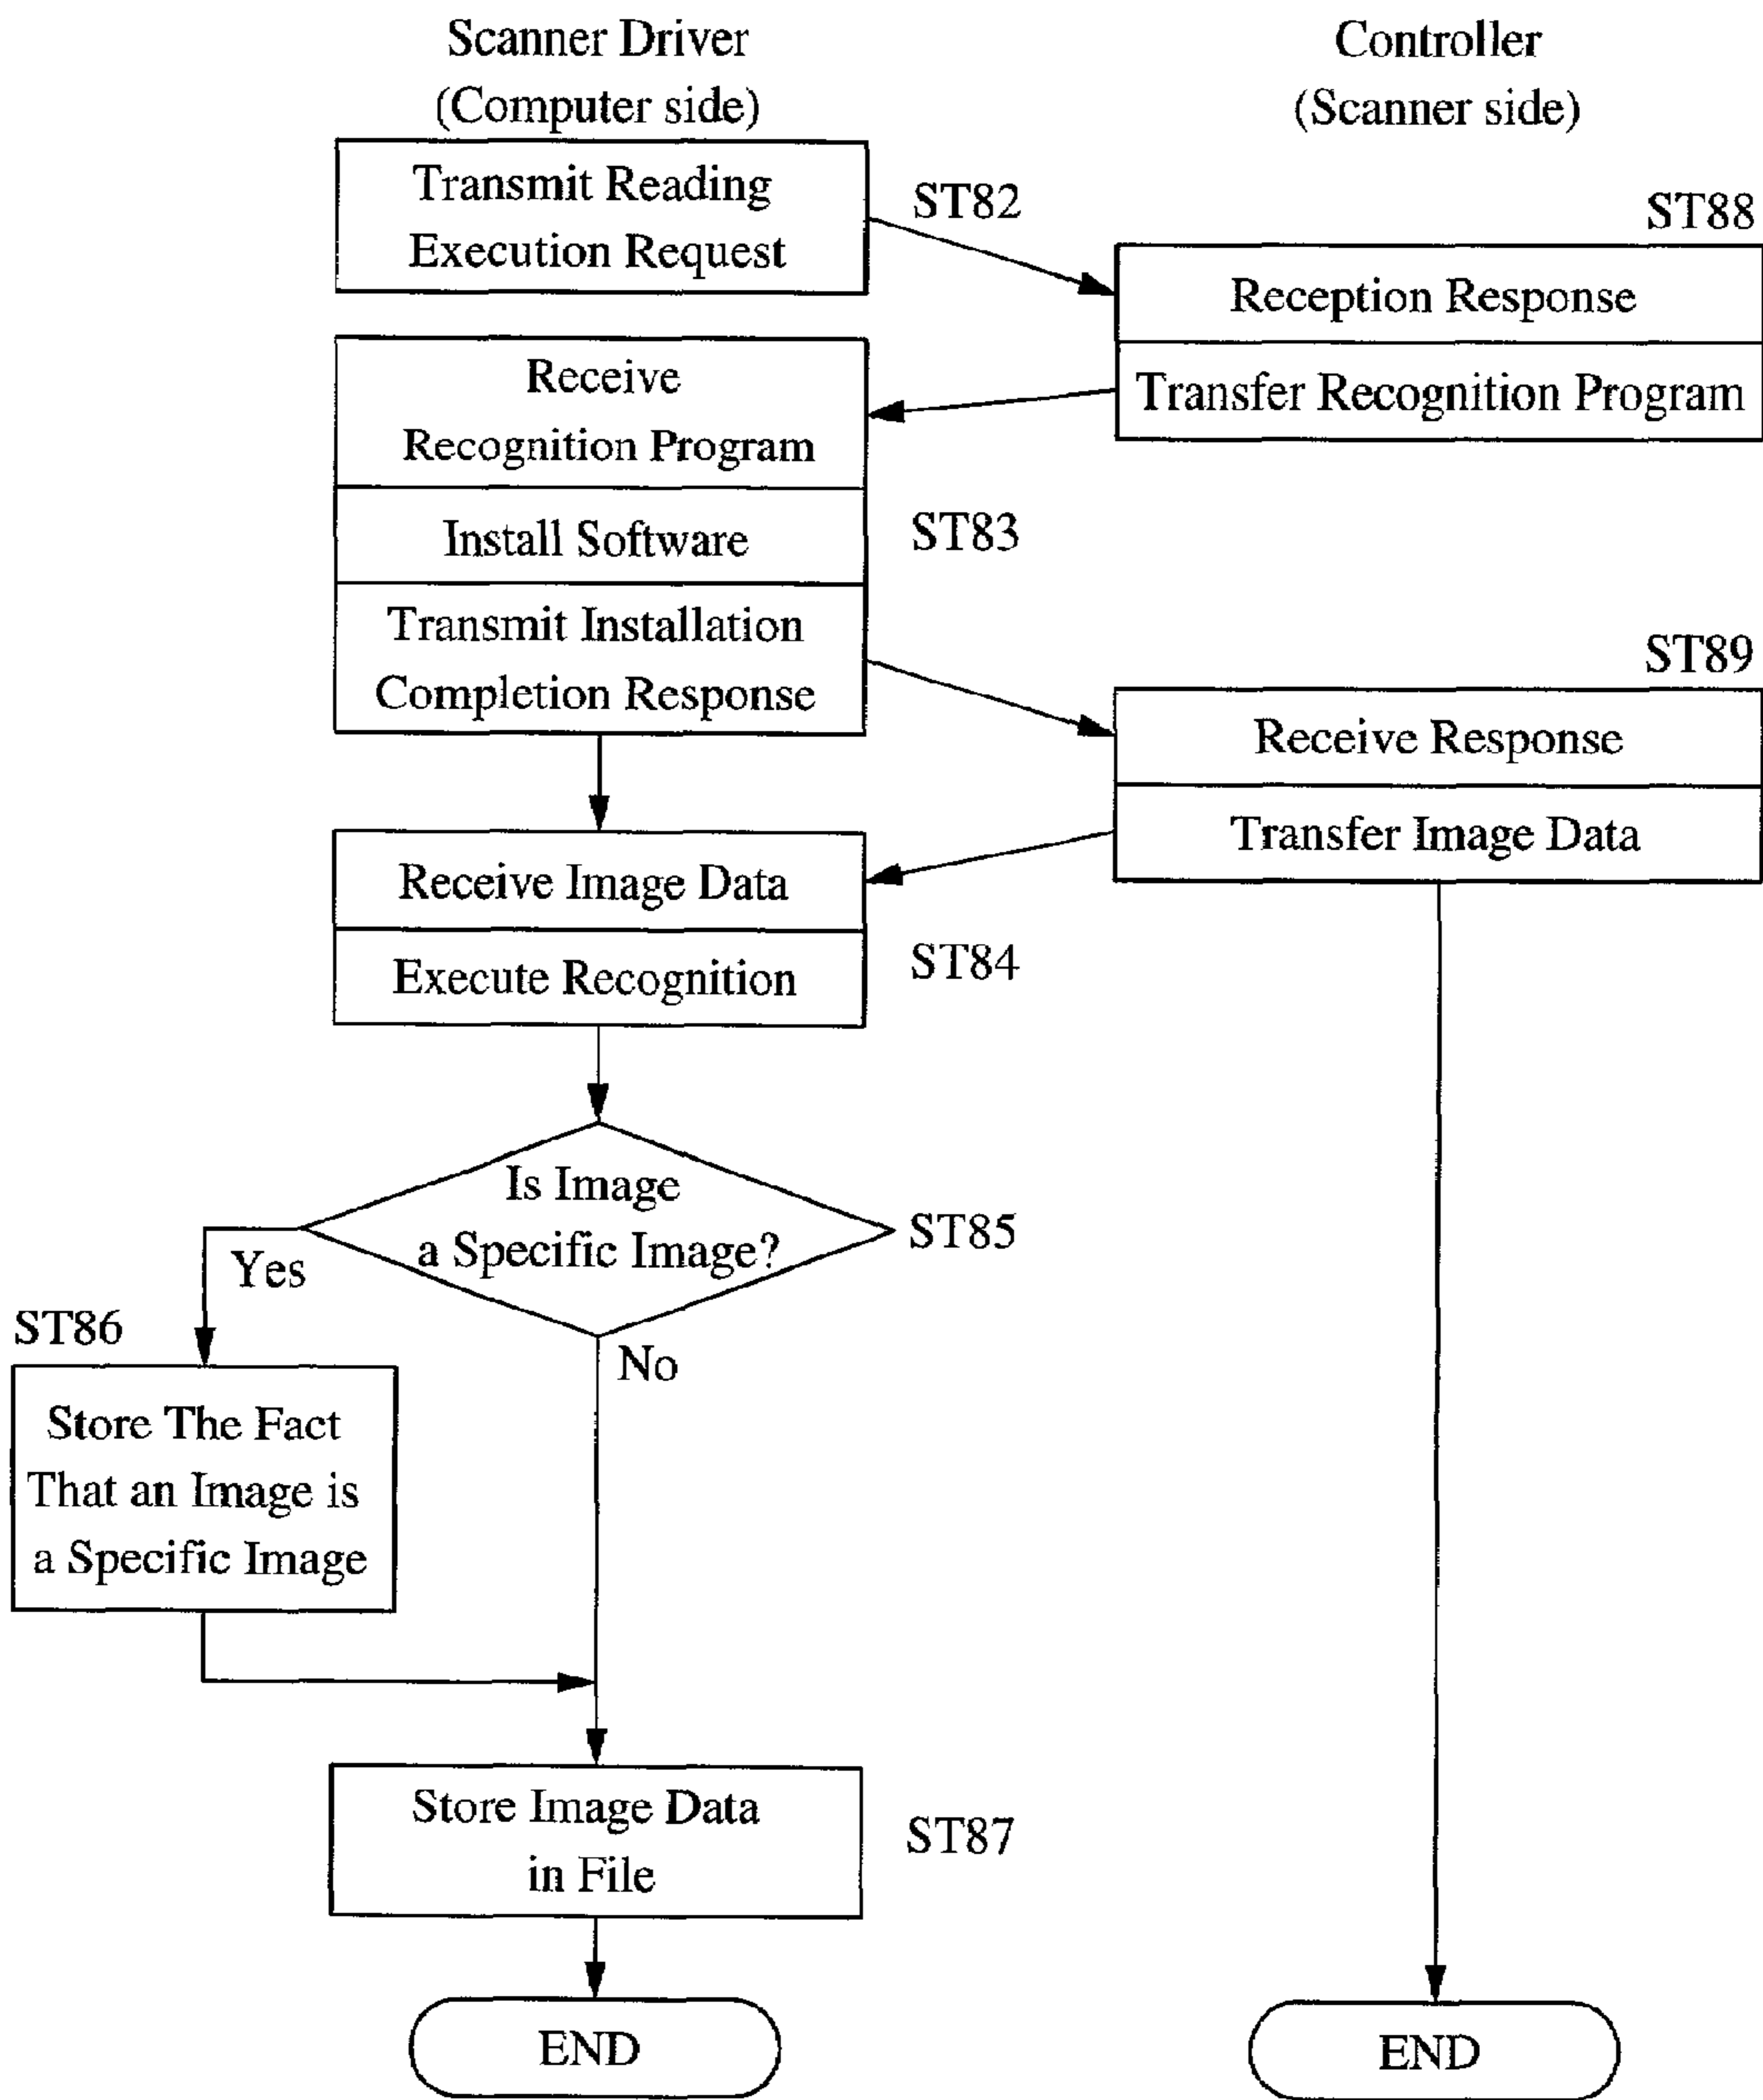 Scanner Driver
(Computer side)
Controller
(Scanner side)
Transmit Reading
Execution Request
ST82
ST88
Reception Response
Transfer Recognition Program
Receive
Recognition Program
Install Software
ST83
Transmit Installation
Completion Response
ST89
Receive Response
Transfer Image Data
Receive Image Data
Execute Recognition
ST84
Is Image
a Specific Image?
ST85
Yes
No
ST86
Store The Fact
That an Image is
a Specific Image
Store Image Data
in File
ST87
END
END